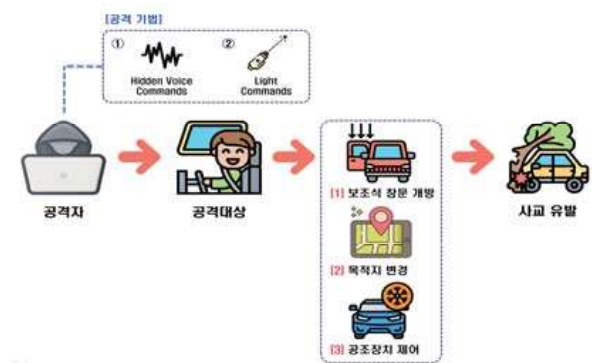 [공격 기법]
①
Hidden Voice
Commands
②
Light
Commands
공격자
공격대상
[1] 보조석 창문 개방
[2] 목적지 변경
[3] 공조장치 제어
사고 유발